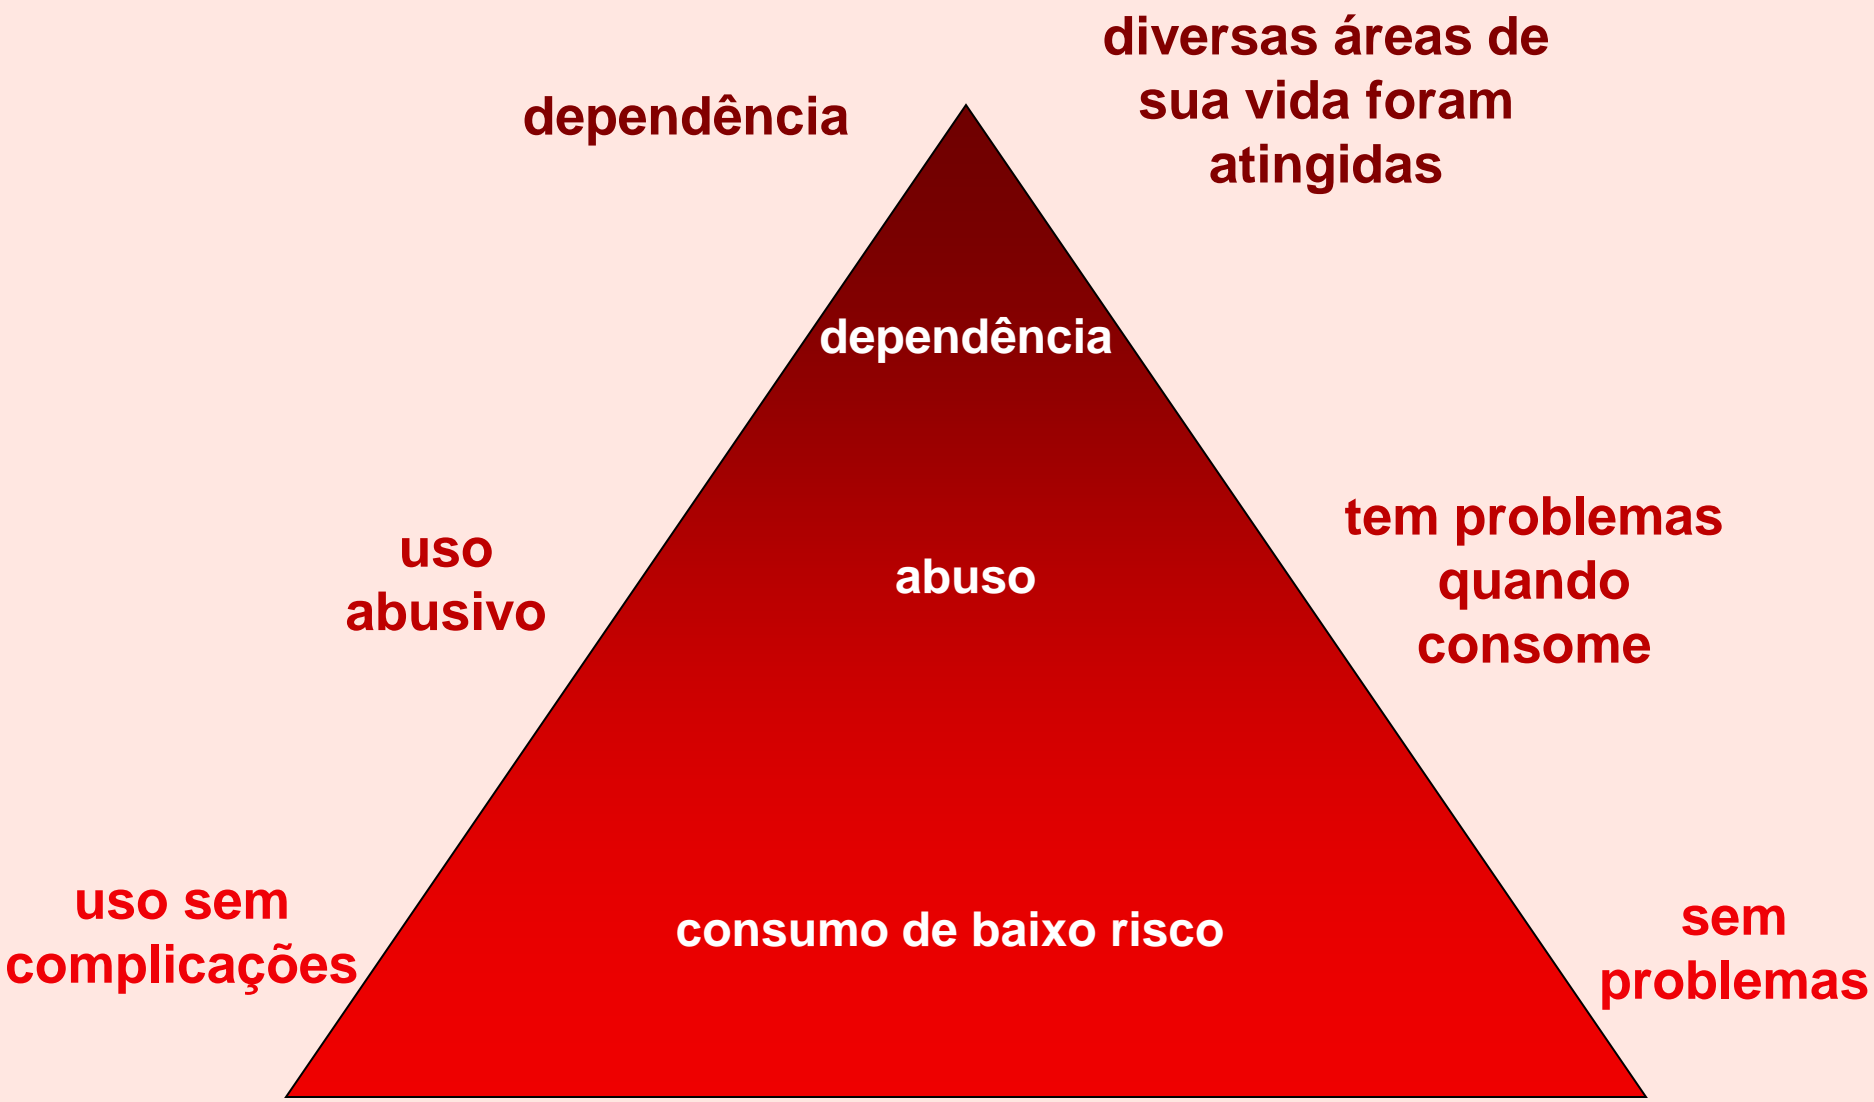 dependência
diversas áreas de
sua vida foram
atingidas
dependência
uso
abusivo
abuso
tem problemas
quando
consome
uso sem
complicações
consumo de baixo risco
sem
problemas